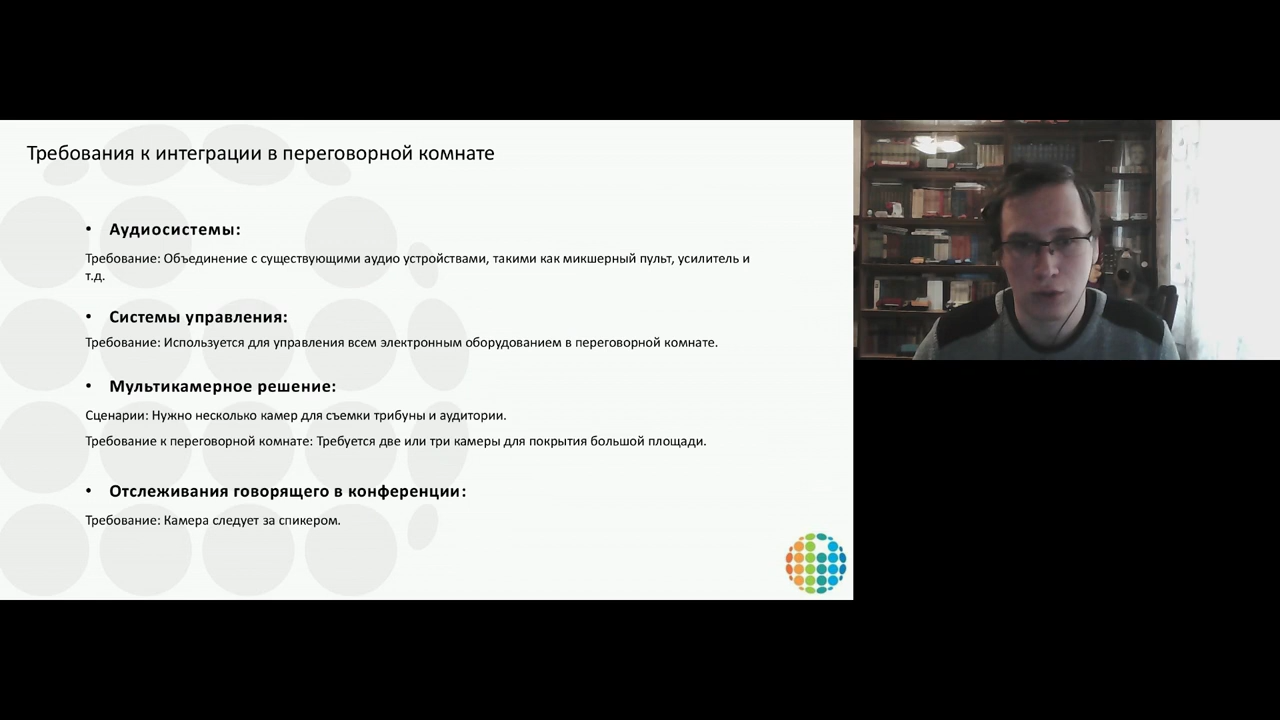 Требования к интеграции в переговорной комнате
• Аудиосистемы:
Требование: Объединение с существующими аудио устройствами, такими как микшерный пульт, усилитель и
т.д.
• Системы управления:
Требование: Используется для управления всем электронным оборудованием в переговорной комнате.
• Мультикамерное решение:
Сценарии: Нужно несколько камер для съемки трибуны и аудитории.
Требование к переговорной комнате: Требуется две или три камеры для покрытия большой площади.
• Отслеживания говорящего в конференции:
Требование: Камера следует за спикером.